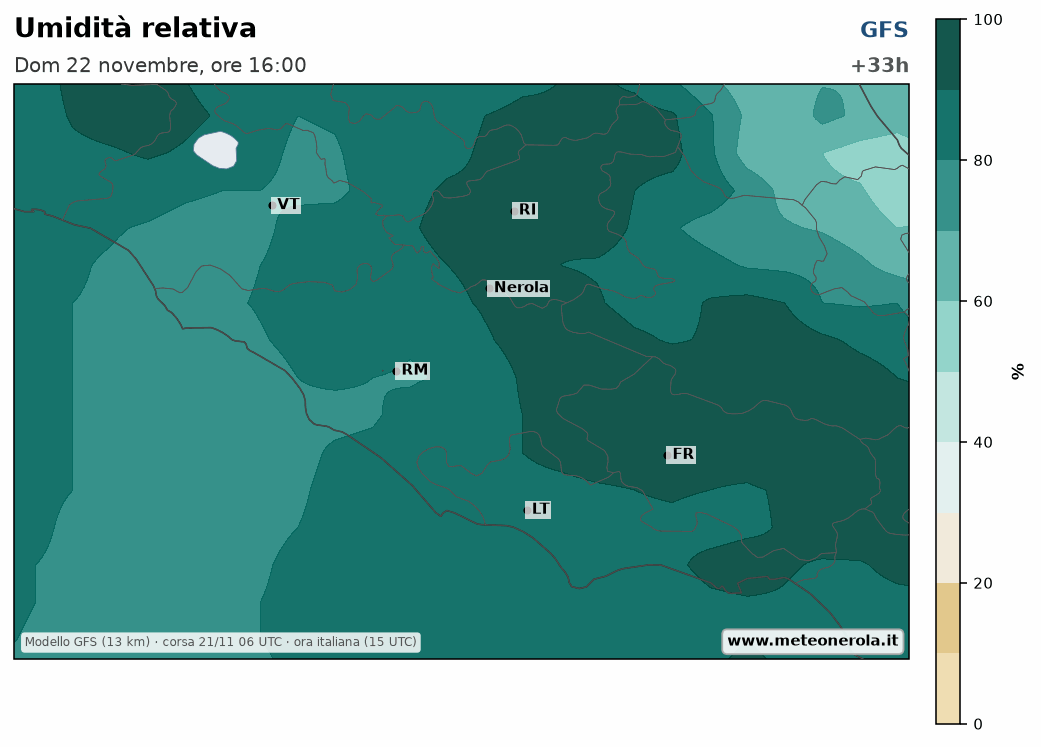 Umidità relativa
GFS
Dom 22 novembre, ore 16:00
+33h
100
80
60
40
20
0
%
VT
RI
Nerola
RM
FR
LT
Modello GFS (13 km) · corsa 21/11 06 UTC · ora italiana (15 UTC)
www.meteonerola.it